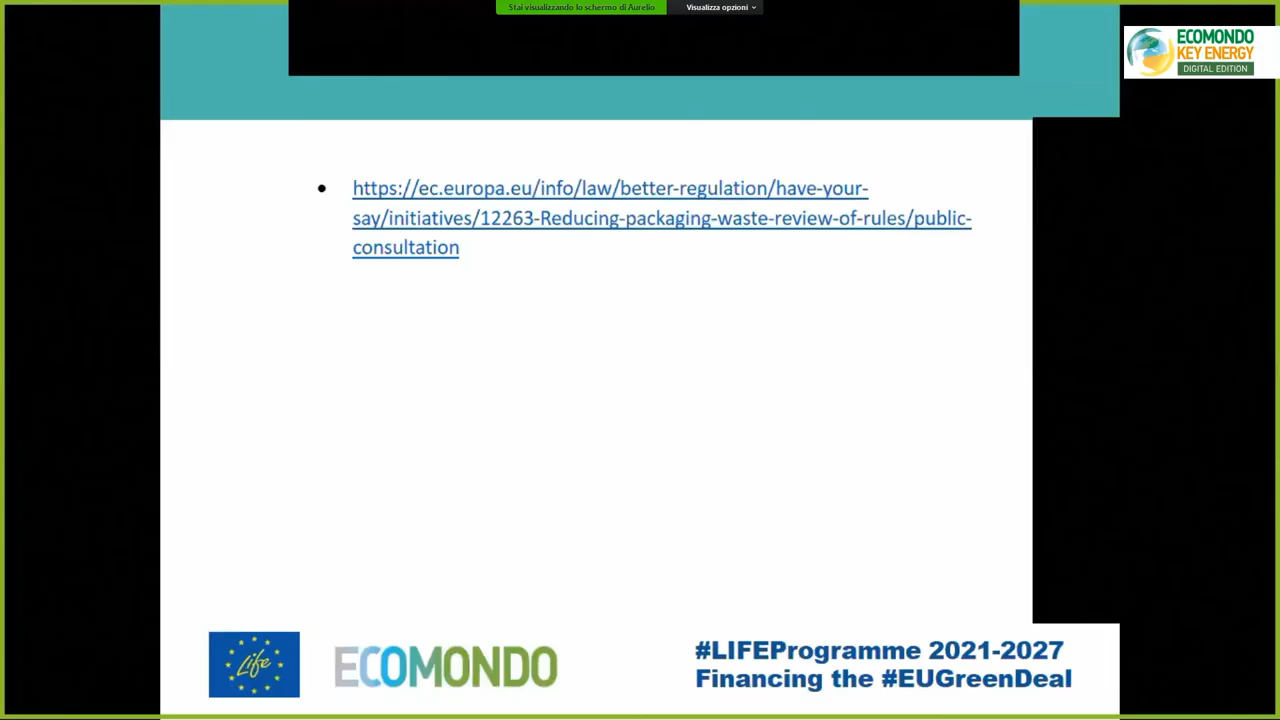 Stai visualizzando lo schermo di Aurelio
Visualizza opzioni
ECOMONDO
KEY ENERGY
DIGITAL EDITION
• https://ec.europa.eu/info/law/better-regulation/have-your-
say/initiatives/12263-Reducing-packaging-waste-review-of-rules/public-
consultation
Life
ECOMONDO
#LIFEProgramme 2021-2027
Financing the #EUGreenDeal